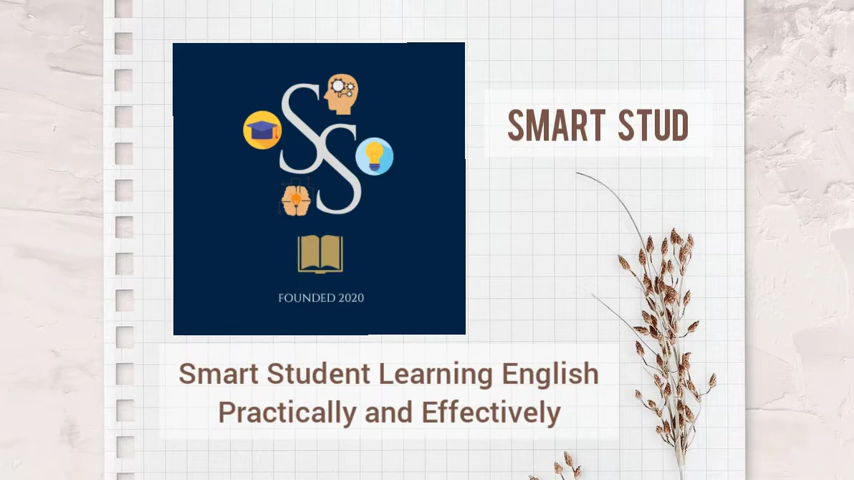 SS
FOUNDED 2020
SMART STUD
Smart Student Learning English
Practically and Effectively